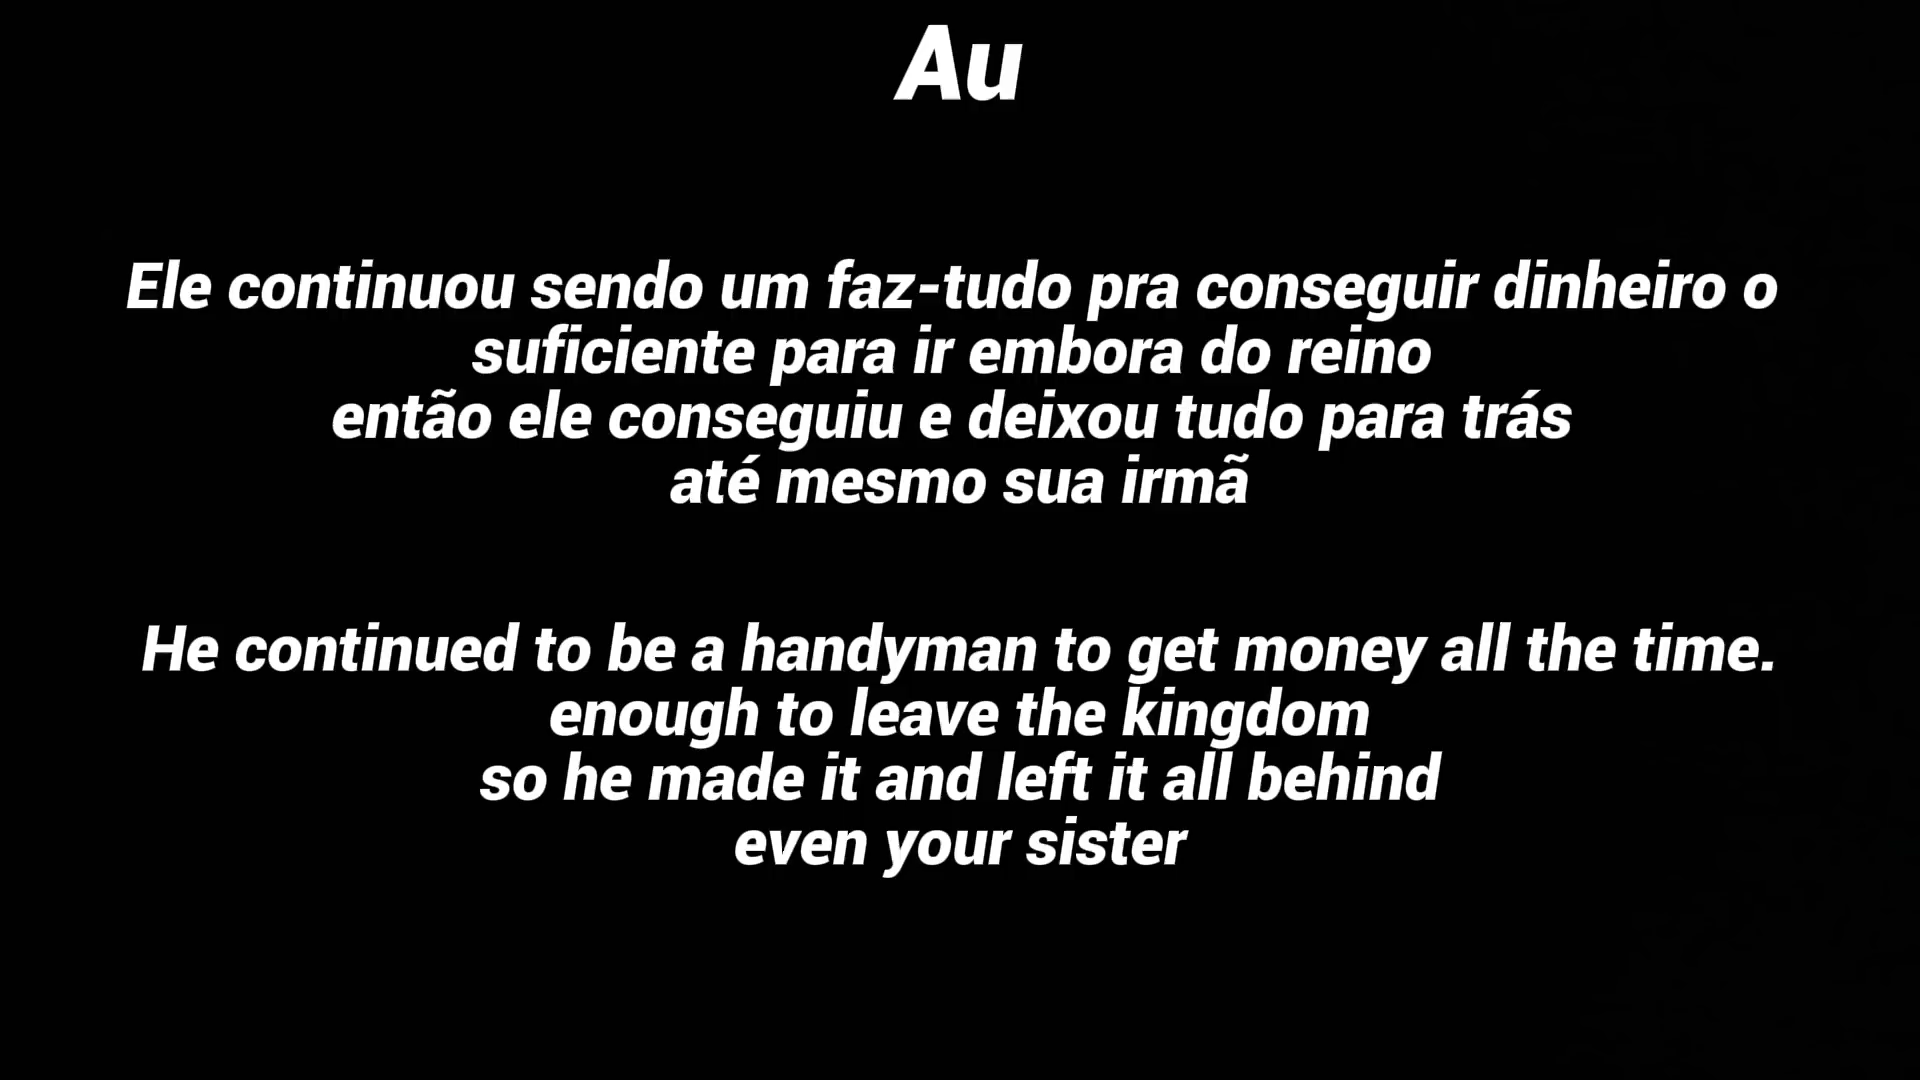 Au
Ele continuou sendo um faz-tudo pra conseguir dinheiro o
suficiente para ir embora do reino
então ele conseguiu e deixou tudo para trás
até mesmo sua irmã
He continued to be a handyman to get money all the time.
enough to leave the kingdom
so he made it and left it all behind
even your sister